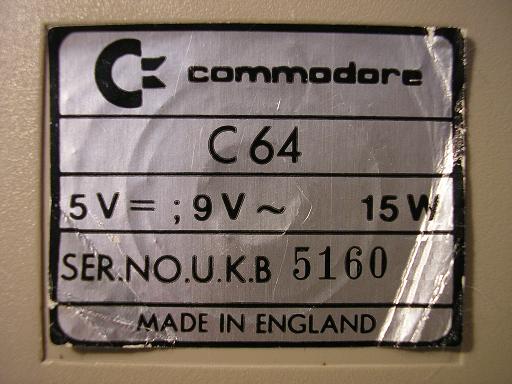 commodore
C 64
5 V = ; 9 V ~ 15 W
SER.NO.U.K.B 5160
MADE IN ENGLAND